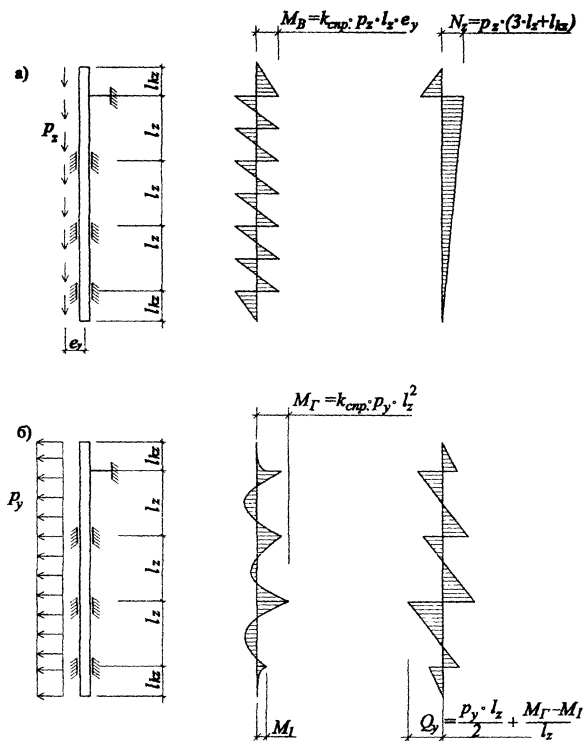 M_B = k_спр. · p_z · l_z · e_y
N_z = p_z · (3 · l_z + l_kz)
а)
p_z
l_kz
l_z
l_z
l_z
l_kz
e_y
M_Г = k_спр. · p_y · l_z^2
б)
p_y
l_kz
l_z
l_z
l_z
l_kz
M_I
Q_y = p_y · l_z / 2 + M_Г − M_I / l_z